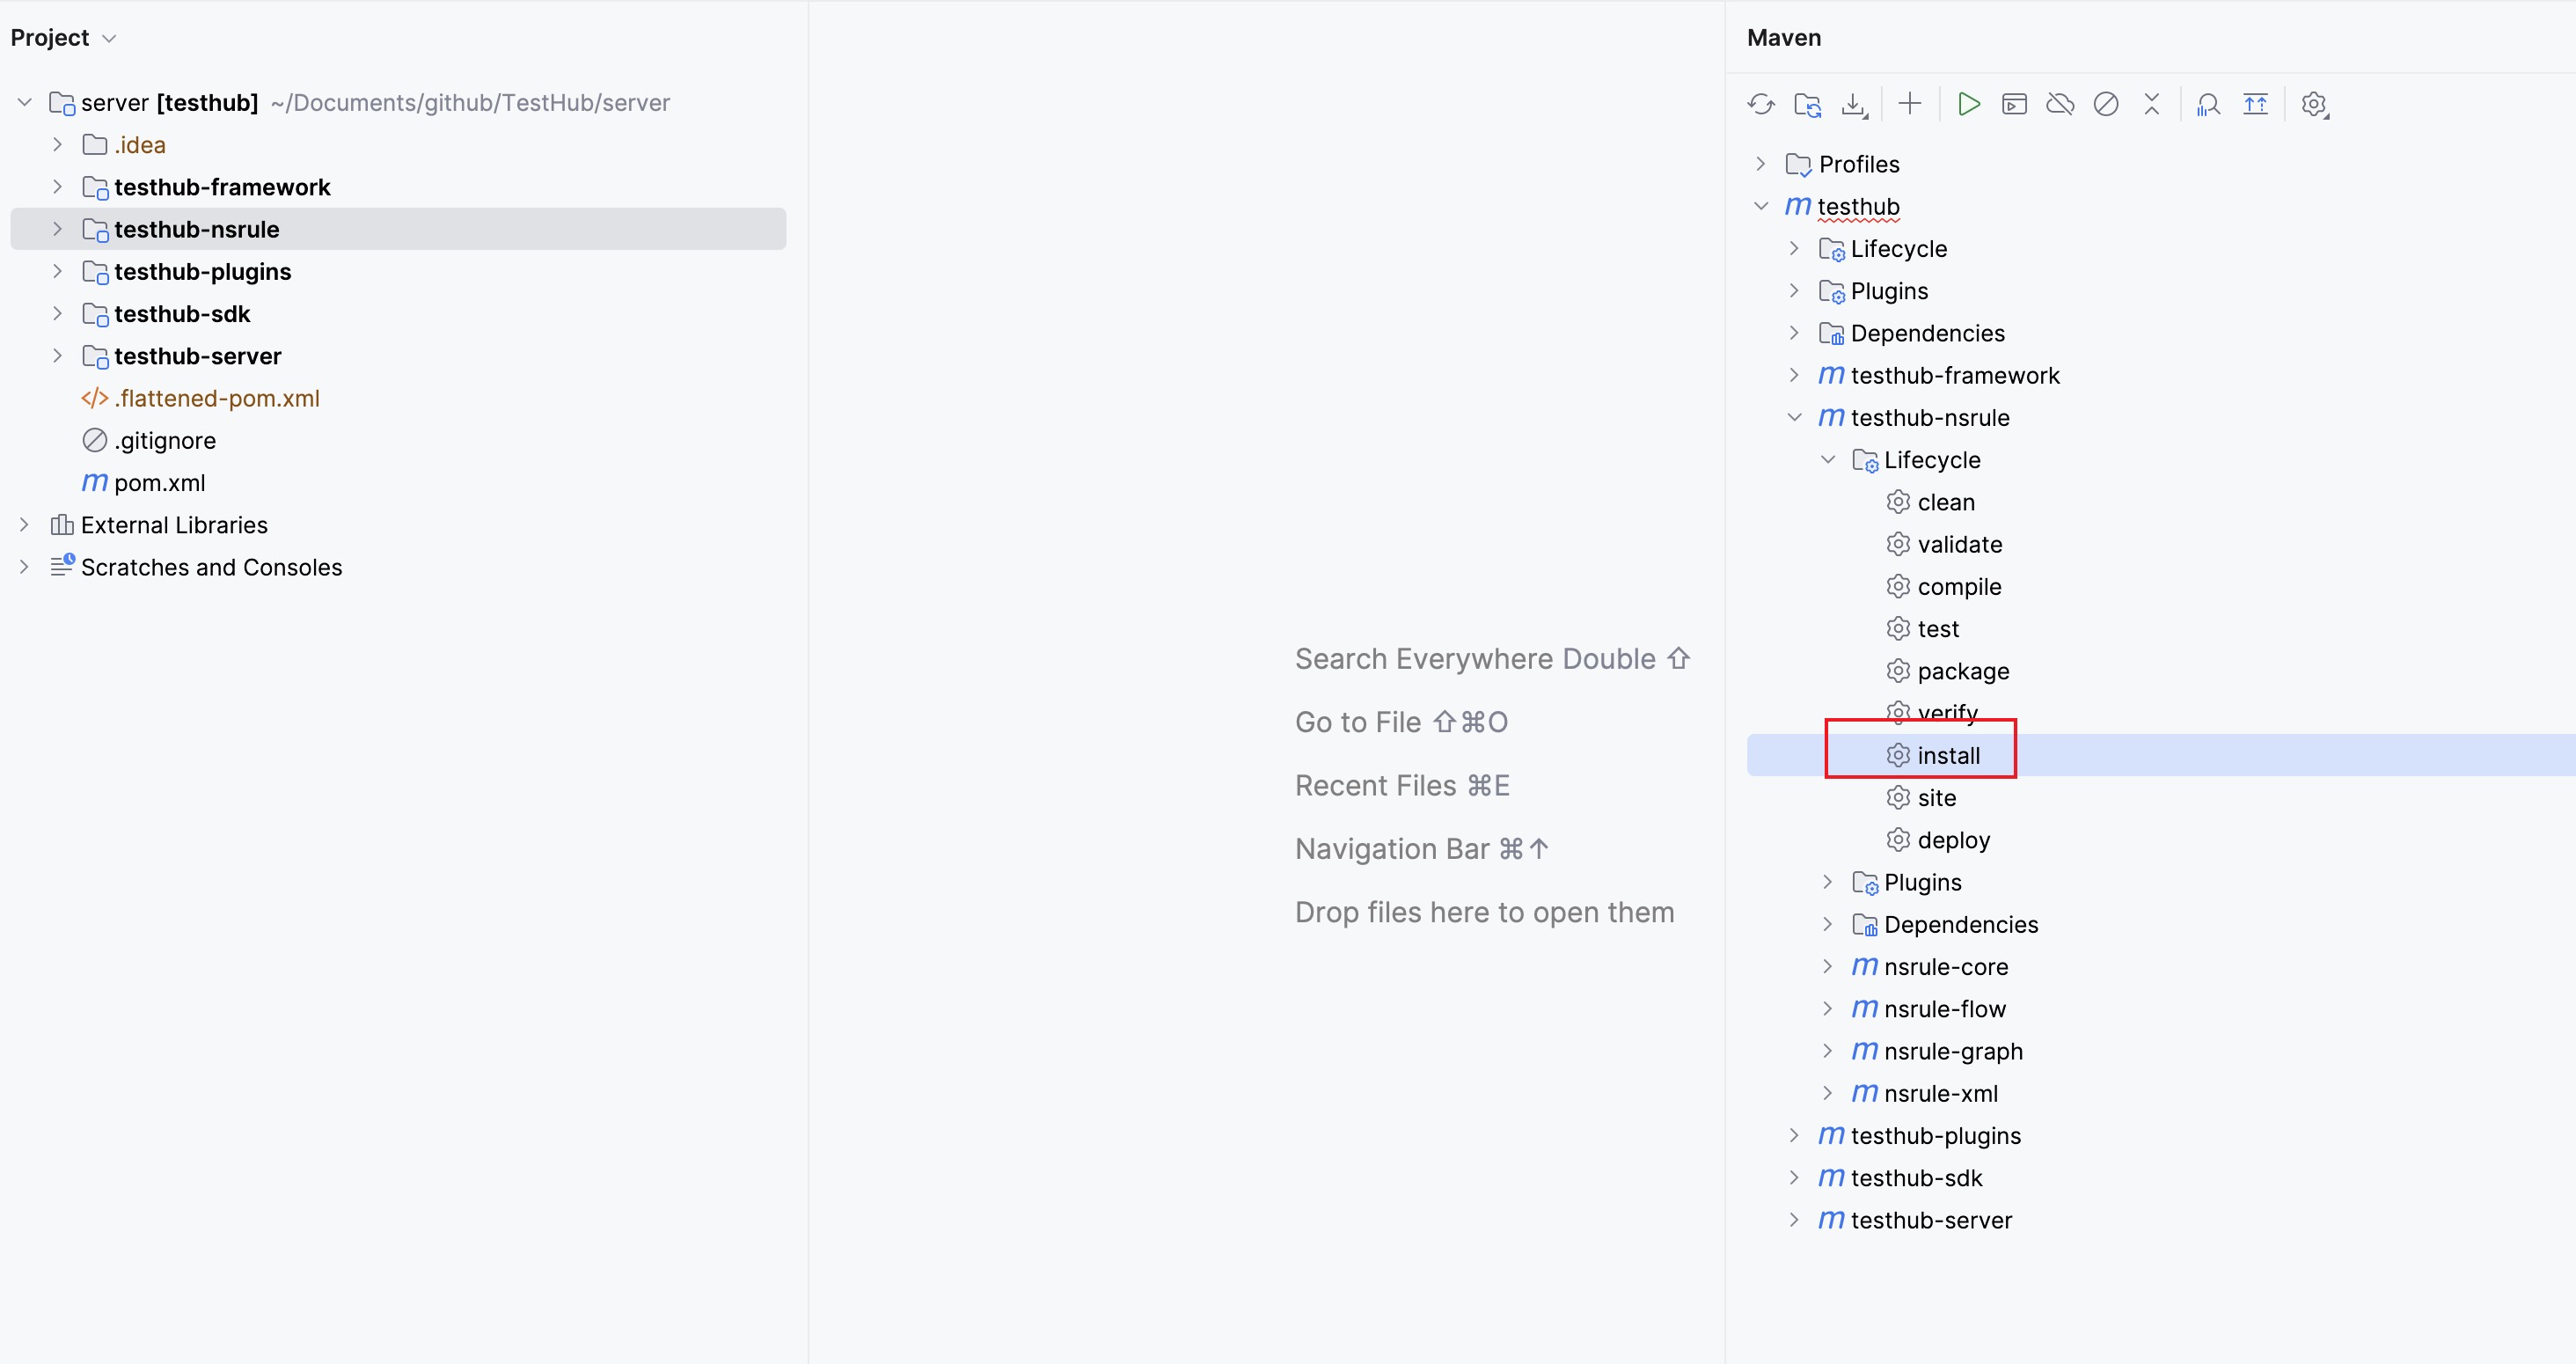 Project
server [testhub] ~/Documents/github/TestHub/server
.idea
testhub-framework
testhub-nsrule
testhub-plugins
testhub-sdk
testhub-server
</> .flattened-pom.xml
.gitignore
m pom.xml
External Libraries
Scratches and Consoles
Search Everywhere Double ⇧
Go to File ⇧⌘O
Recent Files ⌘E
Navigation Bar ⌘↑
Drop files here to open them
Maven
Profiles
m testhub
Lifecycle
Plugins
Dependencies
m testhub-framework
m testhub-nsrule
Lifecycle
clean
validate
compile
test
package
verify
install
site
deploy
Plugins
Dependencies
m nsrule-core
m nsrule-flow
m nsrule-graph
m nsrule-xml
m testhub-plugins
m testhub-sdk
m testhub-server